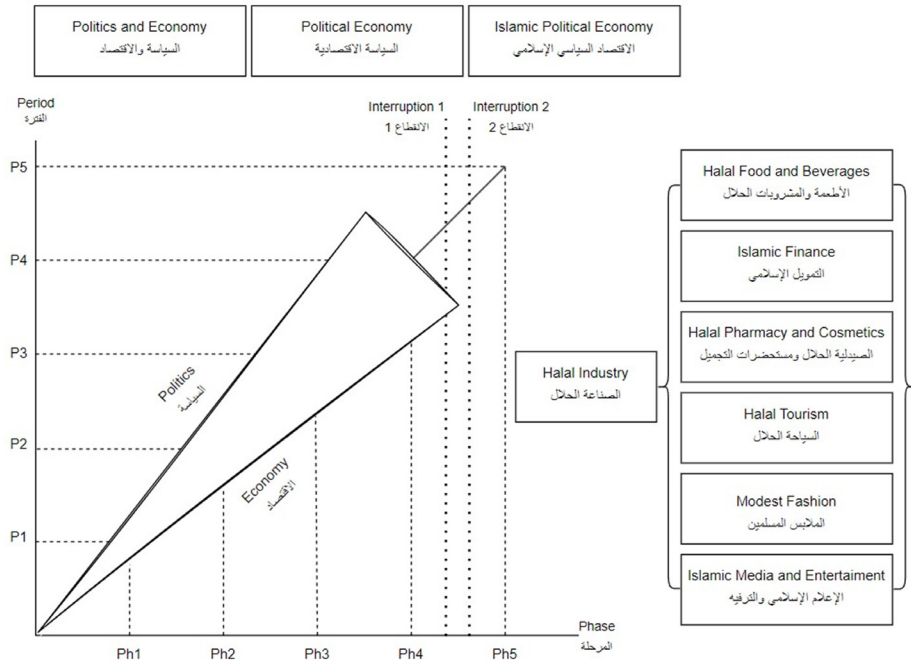 Politics and Economy
السياسة والاقتصاد
Political Economy
السياسة الاقتصادية
Islamic Political Economy
الاقتصاد السياسي الإسلامي
Period
الفترة
Interruption 1
الانقطاع 1
Interruption 2
الانقطاع 2
P5
P4
P3
P2
P1
Politics
السياسة
Economy
الاقتصاد
Phase
المرحلة
Ph1
Ph2
Ph3
Ph4
Ph5
Halal Industry
الصناعة الحلال
Halal Food and Beverages
الأطعمة والمشروبات الحلال
Islamic Finance
التمويل الإسلامي
Halal Pharmacy and Cosmetics
الصيدلية الحلال ومستحضرات التجميل
Halal Tourism
السياحة الحلال
Modest Fashion
الملابس المسلمين
Islamic Media and Entertaiment
الإعلام الإسلامي والترفيه